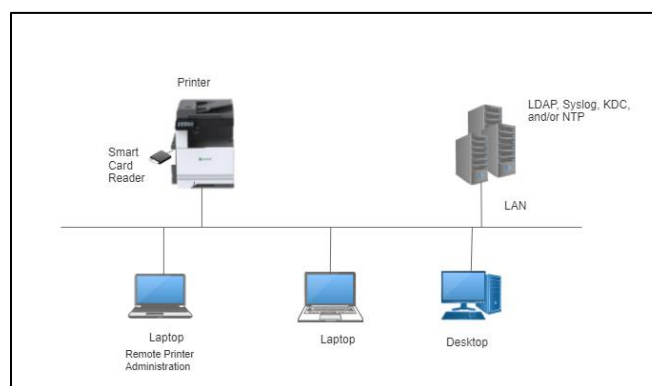 Printer
LDAP, Syslog, KDC,
and/or NTP
Smart
Card
Reader
LAN
Laptop
Remote Printer
Administration
Laptop
Desktop